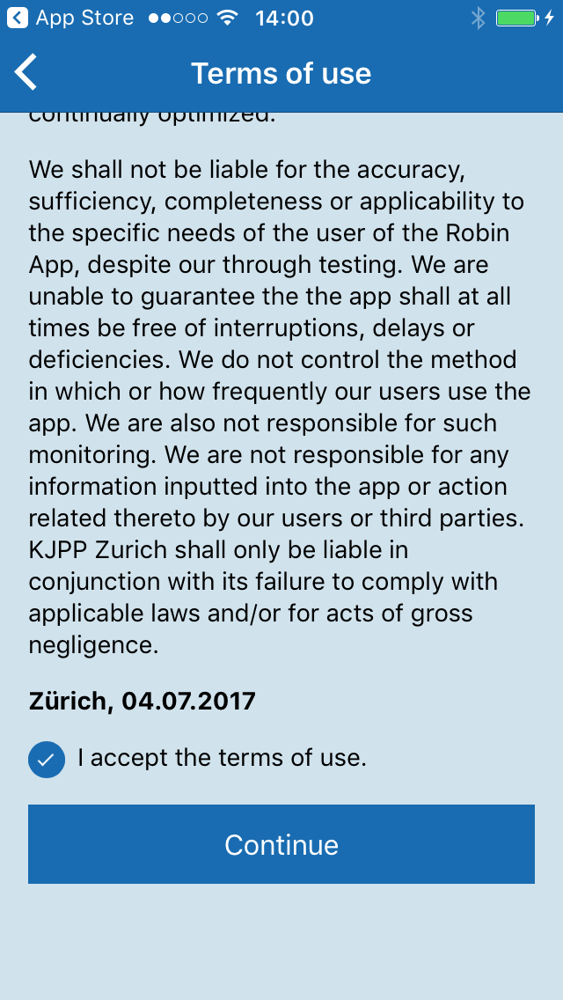 App Store 14:00
Terms of use
continually optimized.
We shall not be liable for the accuracy,
sufficiency, completeness or applicability to
the specific needs of the user of the Robin
App, despite our through testing. We are
unable to guarantee the the app shall at all
times be free of interruptions, delays or
deficiencies. We do not control the method
in which or how frequently our users use the
app. We are also not responsible for such
monitoring. We are not responsible for any
information inputted into the app or action
related thereto by our users or third parties.
KJPP Zurich shall only be liable in
conjunction with its failure to comply with
applicable laws and/or for acts of gross
negligence.
Zürich, 04.07.2017
I accept the terms of use.
Continue